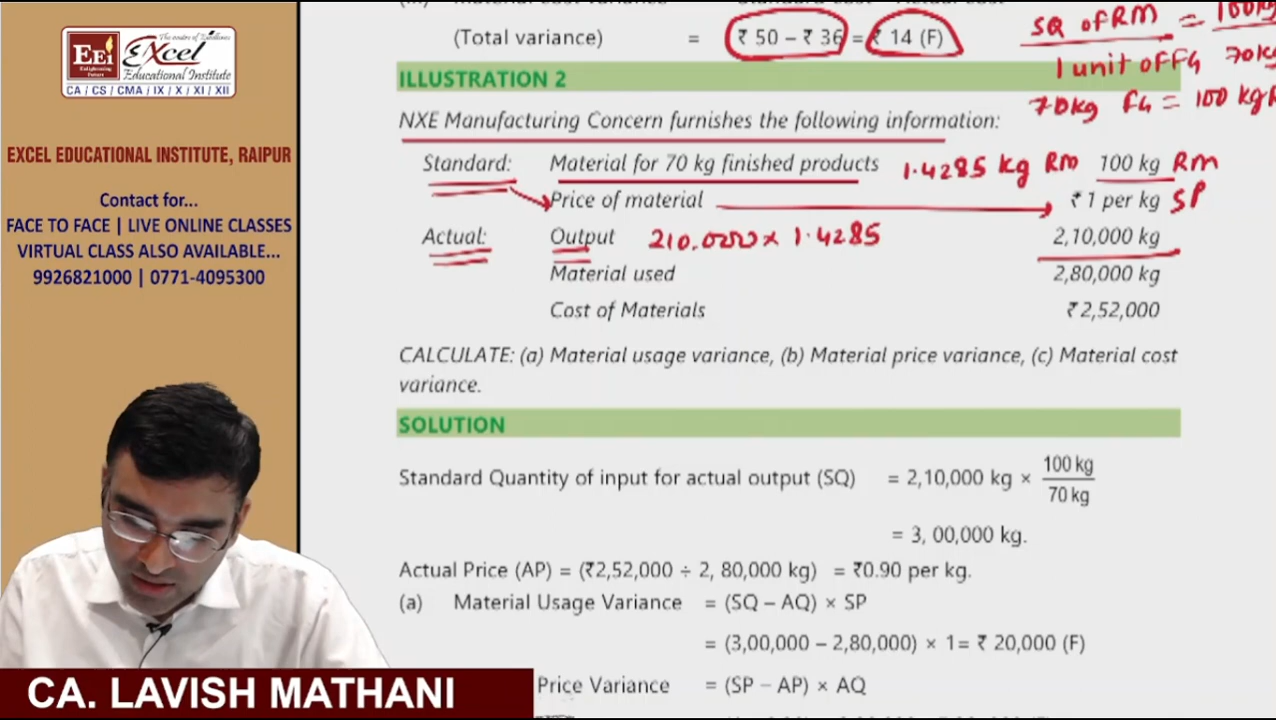 The centre of Excellence
EEi
EXcel
Educational Institute
CA / CS / CMA / IX / X / XI / XII
EXCEL EDUCATIONAL INSTITUTE, RAIPUR
Contact for...
FACE TO FACE | LIVE ONLINE CLASSES
VIRTUAL CLASS ALSO AVAILABLE...
9926821000 | 0771-4095300
(Total variance) = ₹ 50 – ₹ 36 = ₹ 14 (F)
SQ of RM = 100kg
1 unit of FG 70kg
70kg FG = 100 kg
ILLUSTRATION 2
NXE Manufacturing Concern furnishes the following information:
Standard: Material for 70 kg finished products 1.4285 kg Rm 100 kg Rm
Price of material ₹ 1 per kg SP
Actual: Output 210,000 x 1.4285 2,10,000 kg
Material used 2,80,000 kg
Cost of Materials ₹ 2,52,000
CALCULATE: (a) Material usage variance, (b) Material price variance, (c) Material cost
variance.
SOLUTION
Standard Quantity of input for actual output (SQ) = 2,10,000 kg × 100 kg
70 kg
= 3, 00,000 kg.
Actual Price (AP) = (₹2,52,000 ÷ 2, 80,000 kg) = ₹0.90 per kg.
(a) Material Usage Variance = (SQ – AQ) × SP
= (3,00,000 – 2,80,000) × 1= ₹ 20,000 (F)
Price Variance = (SP – AP) × AQ
CA. LAVISH MATHANI